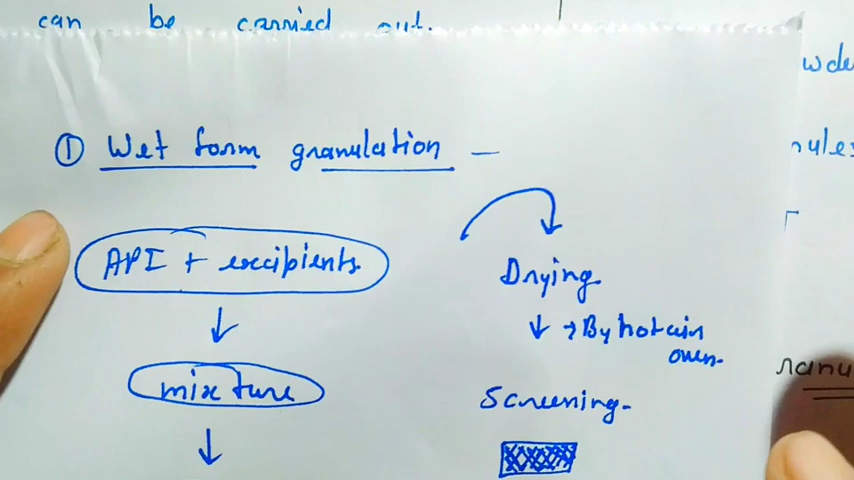 can be carried out.
① Wet form granulation —
API + excipients
↓
mixture
↓
Drying
↓ → By hot air
oven.
Screening.